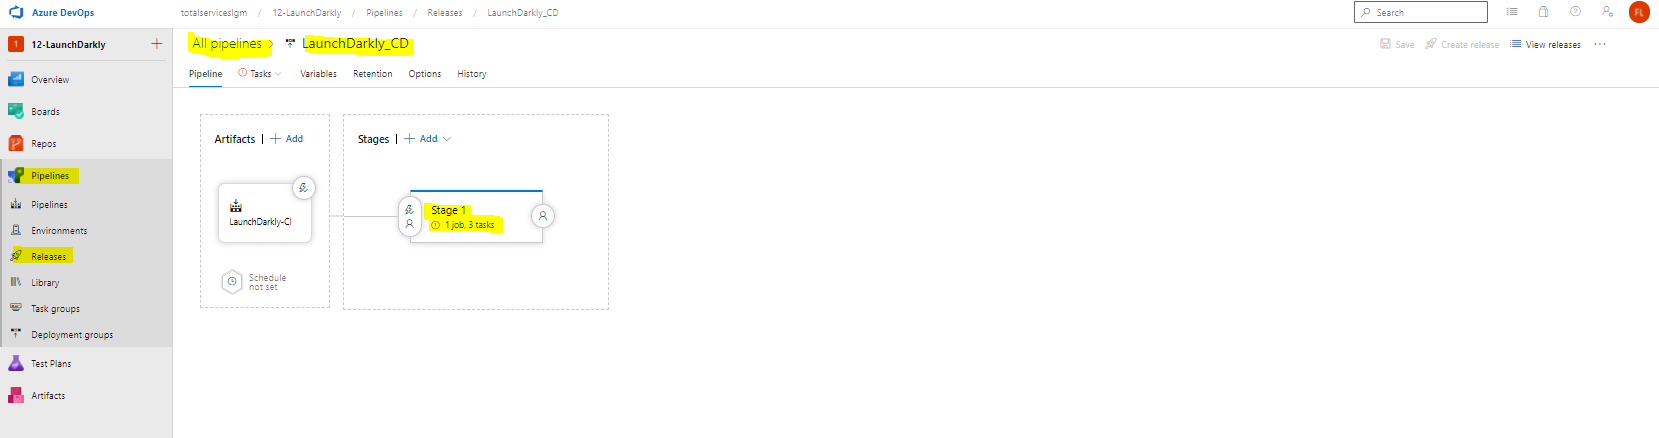 Azure DevOps
totalserviceslgm / 12-LaunchDarkly / Pipelines / Releases / LaunchDarkly_CD
Search
FL
1 12-LaunchDarkly
Overview
Boards
Repos
Pipelines
Pipelines
Environments
Releases
Library
Task groups
Deployment groups
Test Plans
Artifacts
All pipelines > LaunchDarkly_CD
Save Create release View releases ...
Pipeline Tasks Variables Retention Options History
Artifacts | + Add
LaunchDarkly-CI
Schedule
not set
Stages | + Add
Stage 1
1 job, 3 tasks